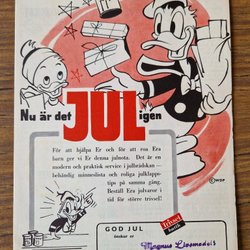 Nu är det JUL igen
För att hjälpa Er och för att roa Era
barn ger vi Er denna julnota. Det är en
modern och praktisk service i julbrådskan —
behändig minneslista och roliga julklapps-
tips på samma gång.
Beställ Era julvaror i
tid för större trivsel!
GOD JUL
önskar er